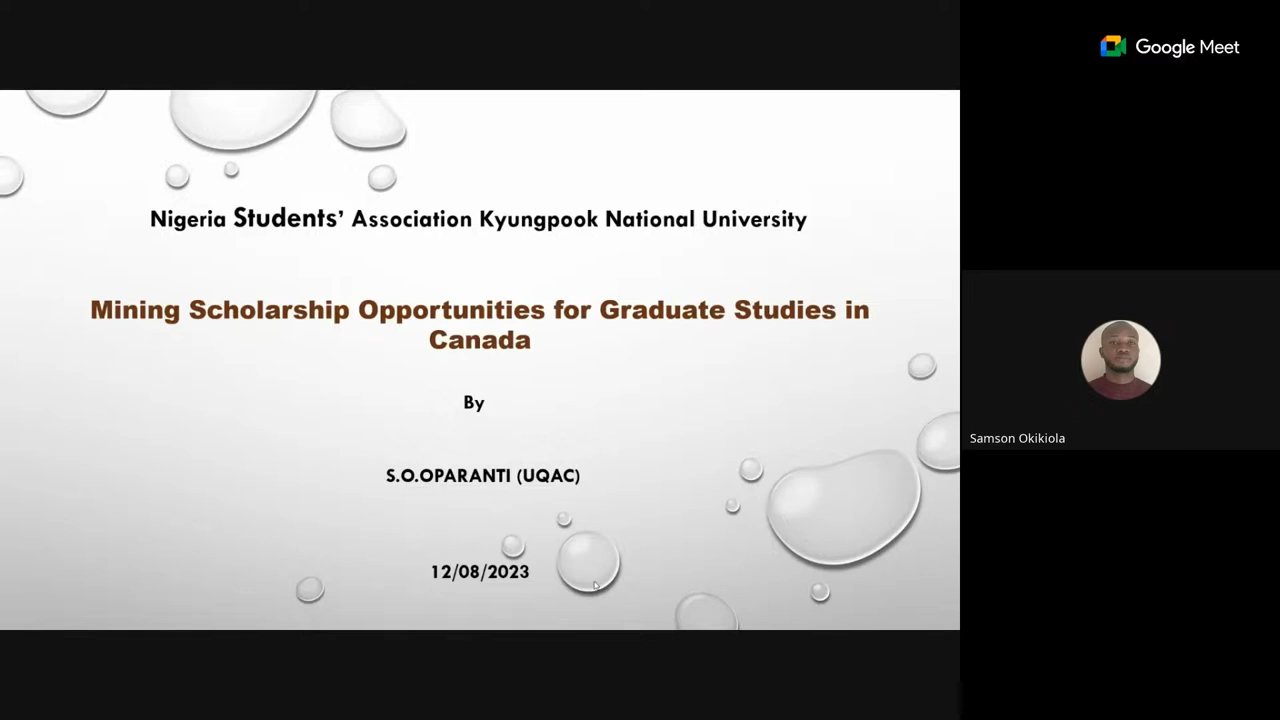 Google Meet
Nigeria Students' Association Kyungpook National University
Mining Scholarship Opportunities for Graduate Studies in
Canada
By
S.O.OPARANTI (UQAC)
12/08/2023
Samson Okikiola